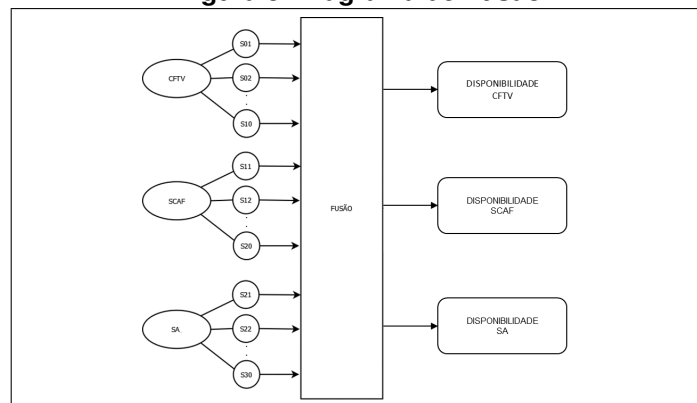 CFTV
S01
S02
S10
SCAF
S11
S12
S20
SA
S21
S22
S30
FUSÃO
DISPONIBILIDADE
CFTV
DISPONIBILIDADE
SCAF
DISPONIBILIDADE
SA